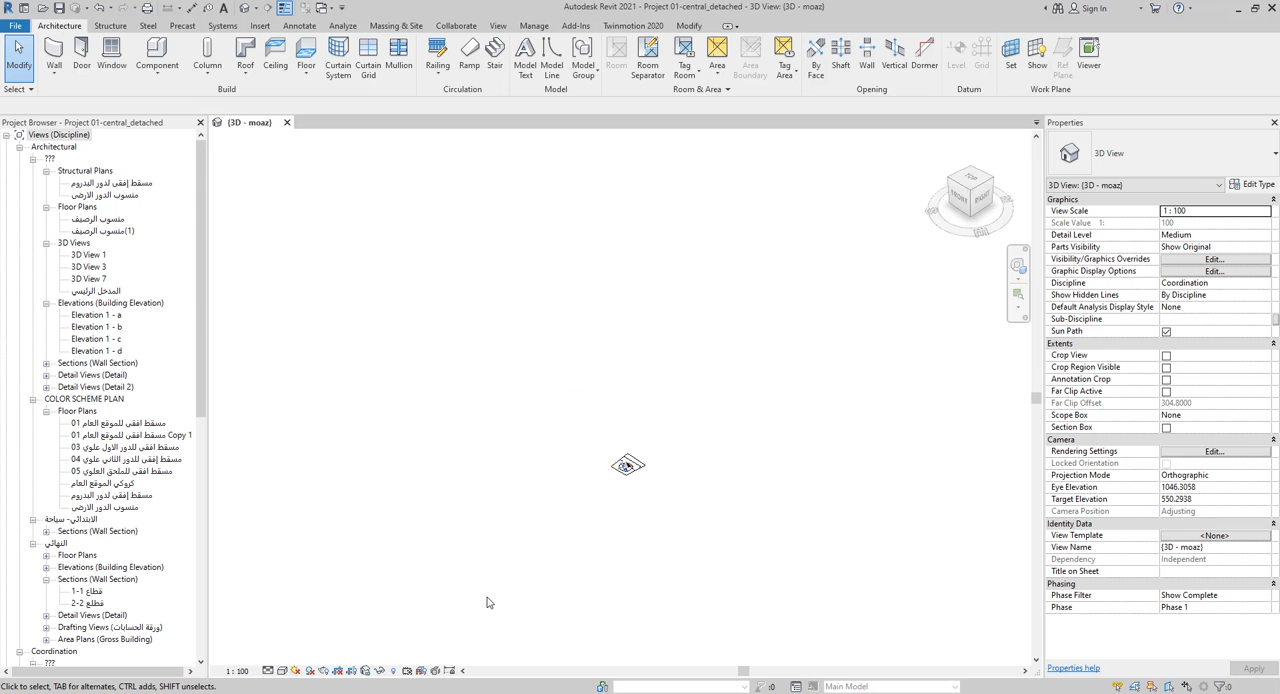 Autodesk Revit 2021 - Project 01-central_detached - 3D View: {3D - moaz}
Sign In
File Architecture Structure Steel Precast Systems Insert Annotate Analyze Massing & Site Collaborate View Manage Add-Ins Twinmotion 2020 Modify
Modify Wall Door Window Component Column Roof Ceiling Floor Curtain System Curtain Grid Mullion Railing Ramp Stair Model Text Model Line Model Group Room Room Separator Tag Room Area Area Boundary Tag Area By Face Shaft Wall Vertical Dormer Level Grid Set Show Ref Plane Viewer
Select Build Circulation Model Room & Area Opening Datum Work Plane
Project Browser - Project 01-central_detached
Views (Discipline)
Architectural
???
Structural Plans
مسقط إفقى لدور البدروم
منسوب الدور الارضى
Floor Plans
منسوب الرصيف
منسوب الرصيف(1)
3D Views
3D View 1
3D View 3
3D View 7
المدخل الرئيسي
Elevations (Building Elevation)
Elevation 1 - a
Elevation 1 - b
Elevation 1 - c
Elevation 1 - d
Sections (Wall Section)
Detail Views (Detail)
Detail Views (Detail 2)
COLOR SCHEME PLAN
Floor Plans
01 مسقط افقى للموقع العام
01 مسقط افقى للموقع العام Copy 1
03 مسقط افقى للدور الاول علوي
04 مسقط إفقى للدور الثاني علوي
05 مسقط افقى للملحق العلوي
كروكي الموقع العام
مسقط إفقى لدور البدروم
منسوب الدور الارضى
الابتدائي- سياحة
Sections (Wall Section)
النهائي
Floor Plans
Elevations (Building Elevation)
Sections (Wall Section)
قطاع 1-1
قطلع 2-2
Detail Views (Detail)
Drafting Views (ورقة الحسابات)
Area Plans (Gross Building)
Coordination
???
{3D - moaz}
TOP
FRONT
RIGHT
1 : 100
Properties
3D View
3D View: {3D - moaz}
Edit Type
Graphics
View Scale 1 : 100
Scale Value 1: 100
Detail Level Medium
Parts Visibility Show Original
Visibility/Graphics Overrides Edit...
Graphic Display Options Edit...
Discipline Coordination
Show Hidden Lines By Discipline
Default Analysis Display Style None
Sub-Discipline
Sun Path
Extents
Crop View
Crop Region Visible
Annotation Crop
Far Clip Active
Far Clip Offset 304.8000
Scope Box None
Section Box
Camera
Rendering Settings Edit...
Locked Orientation
Projection Mode Orthographic
Eye Elevation 1046.3058
Target Elevation 550.2938
Camera Position Adjusting
Identity Data
View Template <None>
View Name {3D - moaz}
Dependency Independent
Title on Sheet
Phasing
Phase Filter Show Complete
Phase Phase 1
Properties help
Apply
Click to select, TAB for alternates, CTRL adds, SHIFT unselects.
:0
Main Model
:0